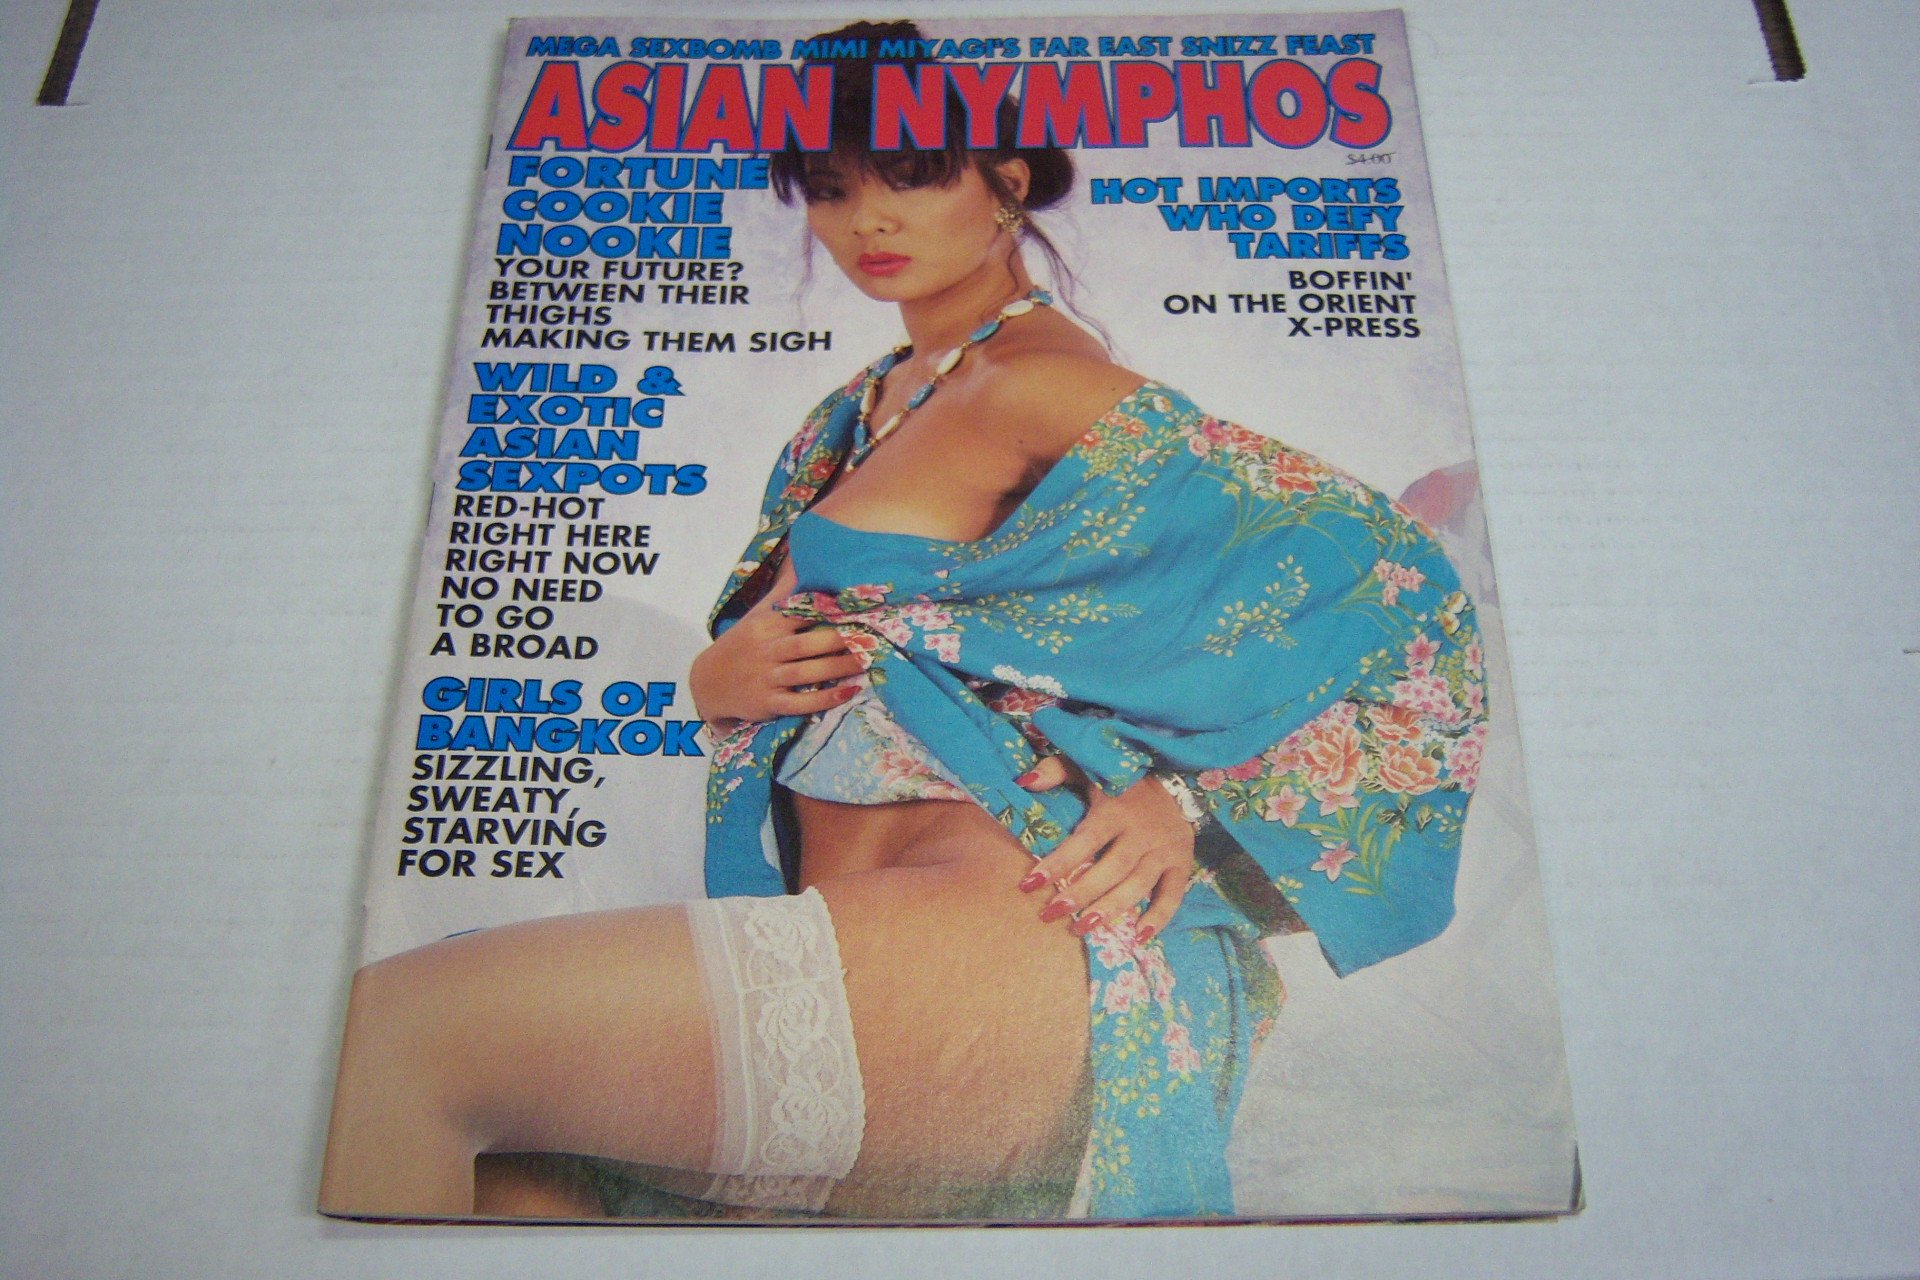 MEGA SEXBOMB MIMI MIYAGI'S FAR EAST SNIZZ FEAST
ASIAN NYMPHOS
$4.00
FORTUNE
COOKIE
NOOKIE
YOUR FUTURE?
BETWEEN THEIR
THIGHS
MAKING THEM SIGH
WILD &
EXOTIC
ASIAN
SEXPOTS
RED-HOT
RIGHT HERE
RIGHT NOW
NO NEED
TO GO
A BROAD
GIRLS OF
BANGKOK
SIZZLING,
SWEATY,
STARVING
FOR SEX
HOT IMPORTS
WHO DEFY
TARIFFS
BOFFIN'
ON THE ORIENT
X-PRESS